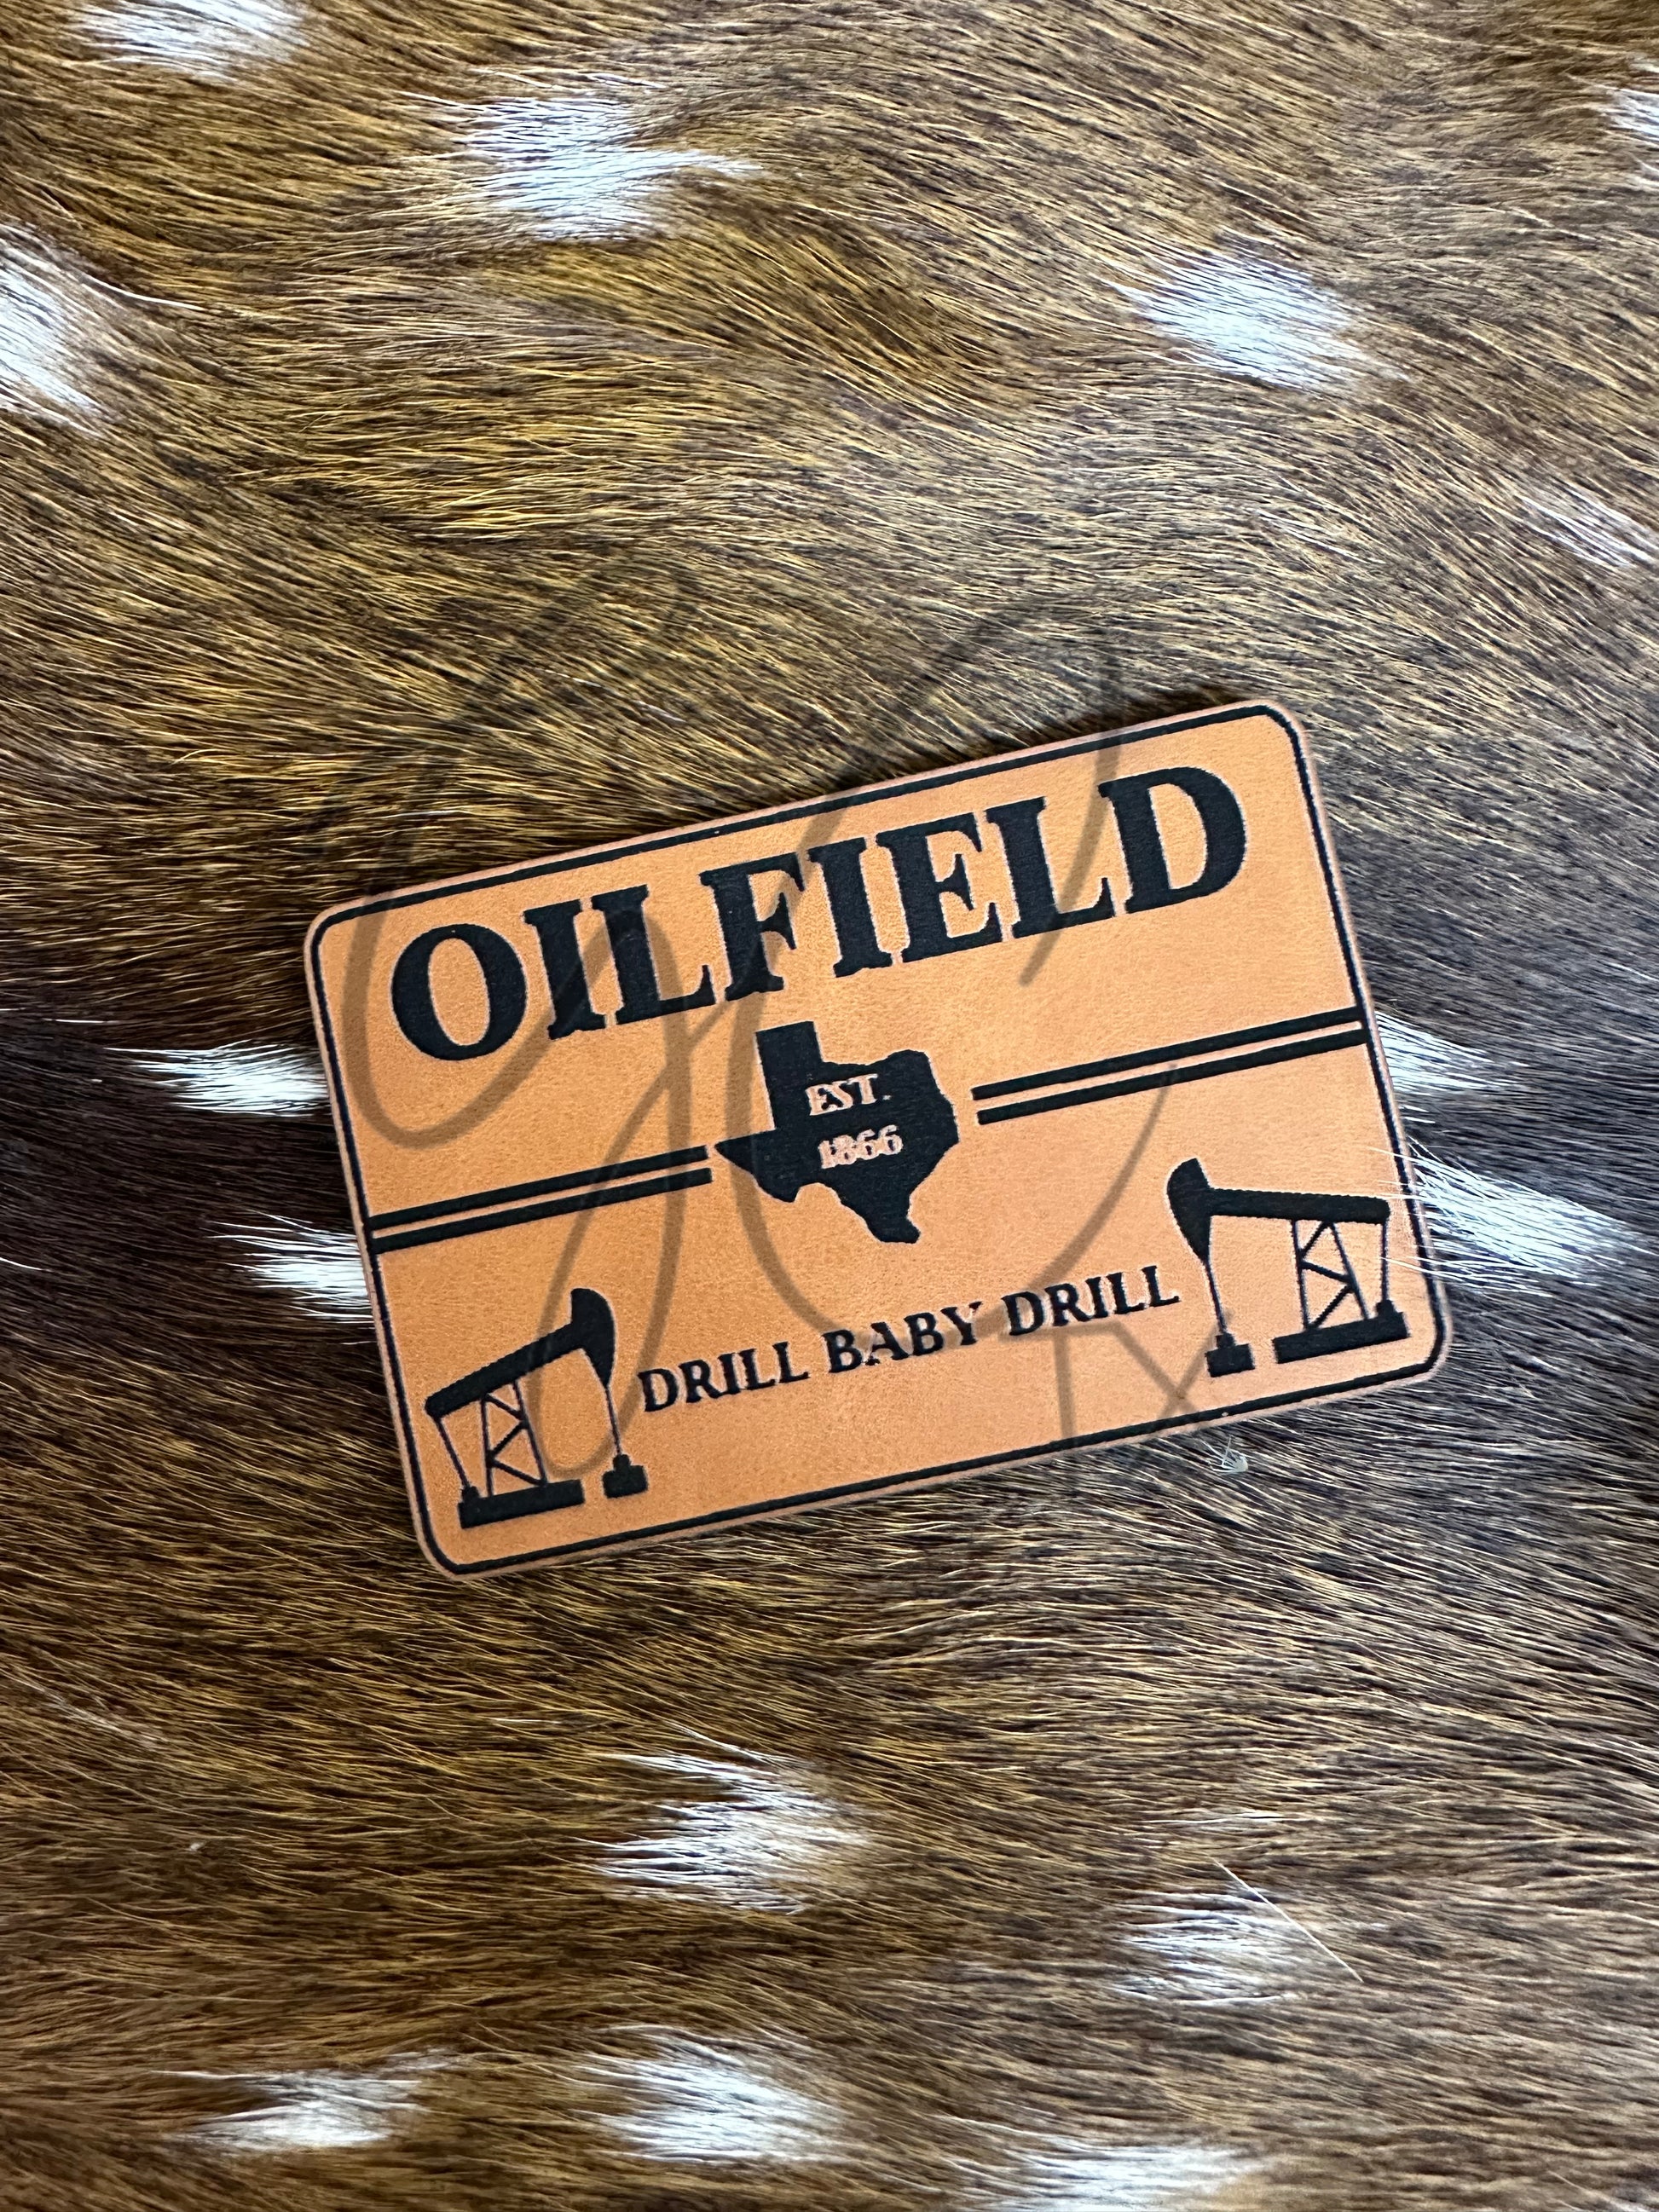 OILFIELD
EST.
1866
DRILL BABY DRILL